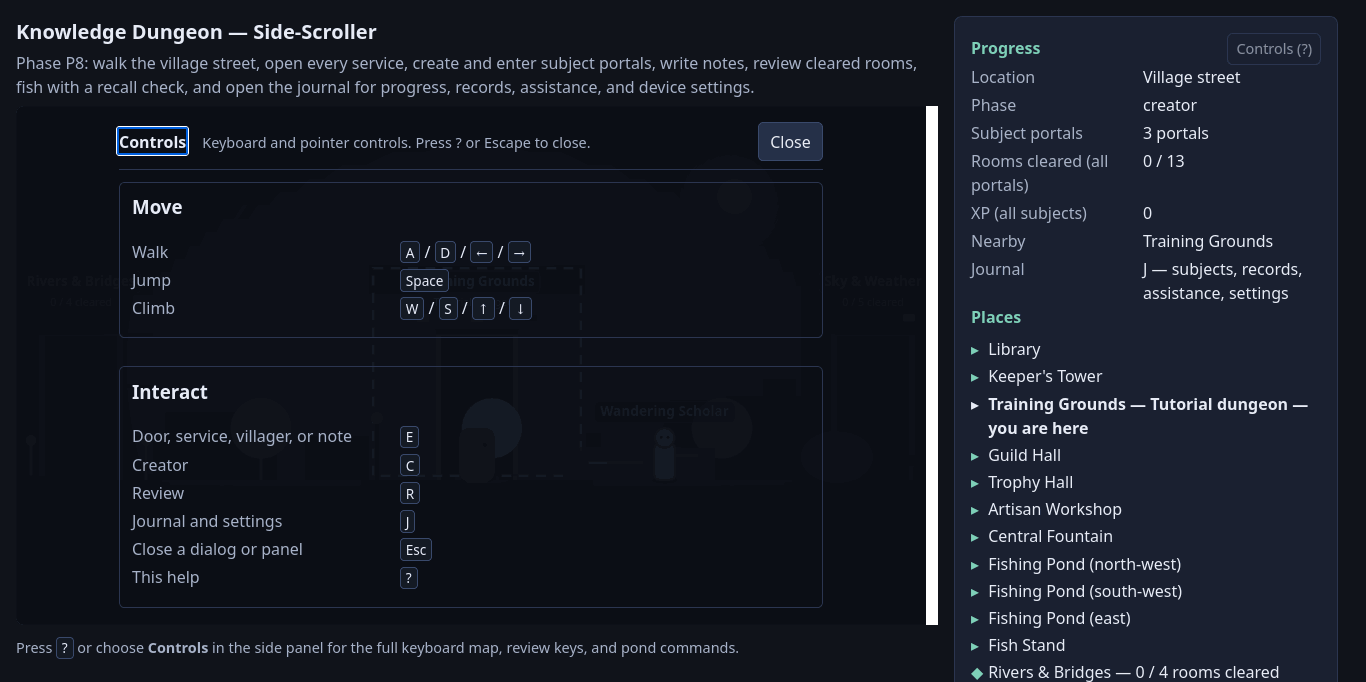 Knowledge Dungeon — Side-Scroller
Phase P8: walk the village street, open every service, create and enter subject portals, write notes, review cleared rooms,
fish with a recall check, and open the journal for progress, records, assistance, and device settings.
Controls Keyboard and pointer controls. Press ? or Escape to close. Close
Move
Walk A / D / ← / →
Jump Space
Climb W / S / ↑ / ↓
Interact
Door, service, villager, or note E
Creator C
Review R
Journal and settings J
Close a dialog or panel Esc
This help ?
Rivers & Bridge
ing Grounds
Sky & Weather
Wandering Scholar
Press ? or choose Controls in the side panel for the full keyboard map, review keys, and pond commands.
Progress Controls (?)
Location Village street
Phase creator
Subject portals 3 portals
Rooms cleared (all 0 / 13
portals)
XP (all subjects) 0
Nearby Training Grounds
Journal J — subjects, records,
assistance, settings
Places
▸ Library
▸ Keeper's Tower
▸ Training Grounds — Tutorial dungeon —
you are here
▸ Guild Hall
▸ Trophy Hall
▸ Artisan Workshop
▸ Central Fountain
▸ Fishing Pond (north-west)
▸ Fishing Pond (south-west)
▸ Fishing Pond (east)
▸ Fish Stand
◆ Rivers & Bridges — 0 / 4 rooms cleared